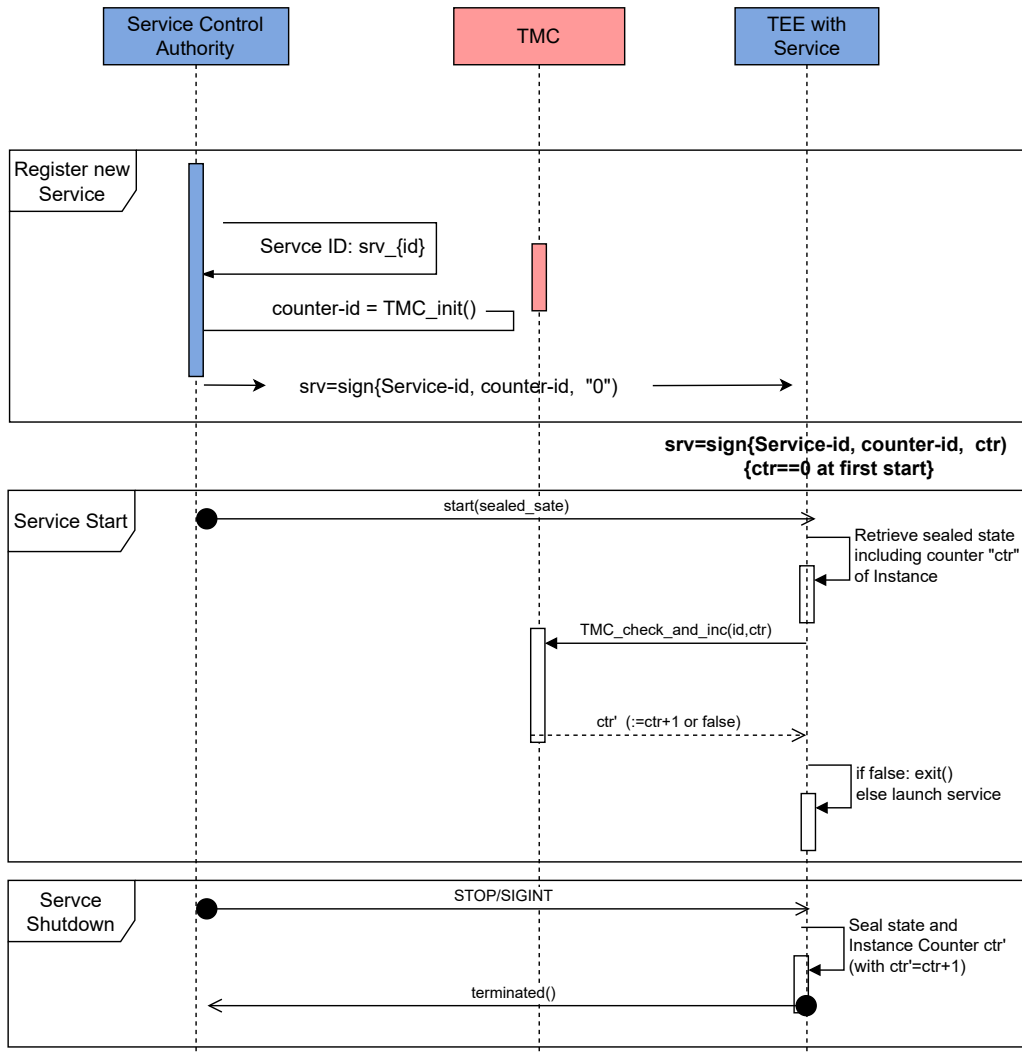 Service Control
Authority
TMC
TEE with
Service
Register new
Service
Servce ID: srv_{id}
counter-id = TMC_init()
srv=sign{Service-id, counter-id,  "0")
srv=sign{Service-id, counter-id,  ctr)
{ctr==0 at first start}
Service Start
start(sealed_sate)
Retrieve sealed state
including counter "ctr"
of Instance
TMC_check_and_inc(id,ctr)
ctr'  (:=ctr+1 or false)
if false: exit()
else launch service
Servce
Shutdown
STOP/SIGINT
Seal state and
Instance Counter ctr'
(with ctr'=ctr+1)
terminated()